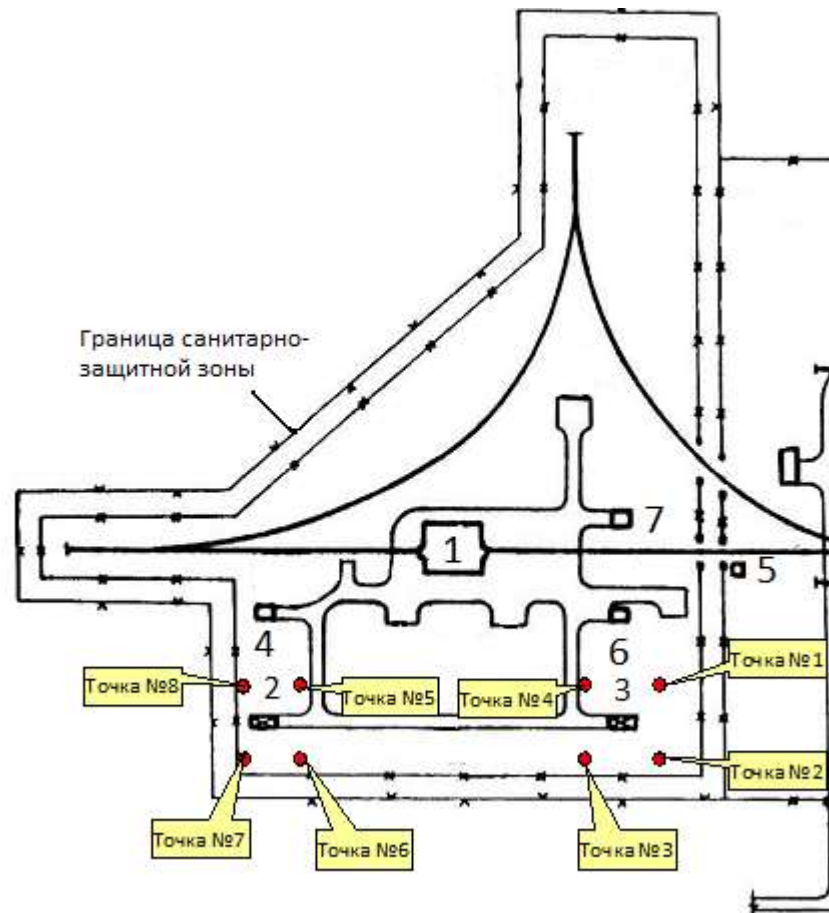 Граница санитарно-
защитной зоны
7
1
5
4
6
Точка №1
Точка №8
2
Точка №5
Точка №4
3
Точка №2
Точка №7
Точка №6
Точка №3